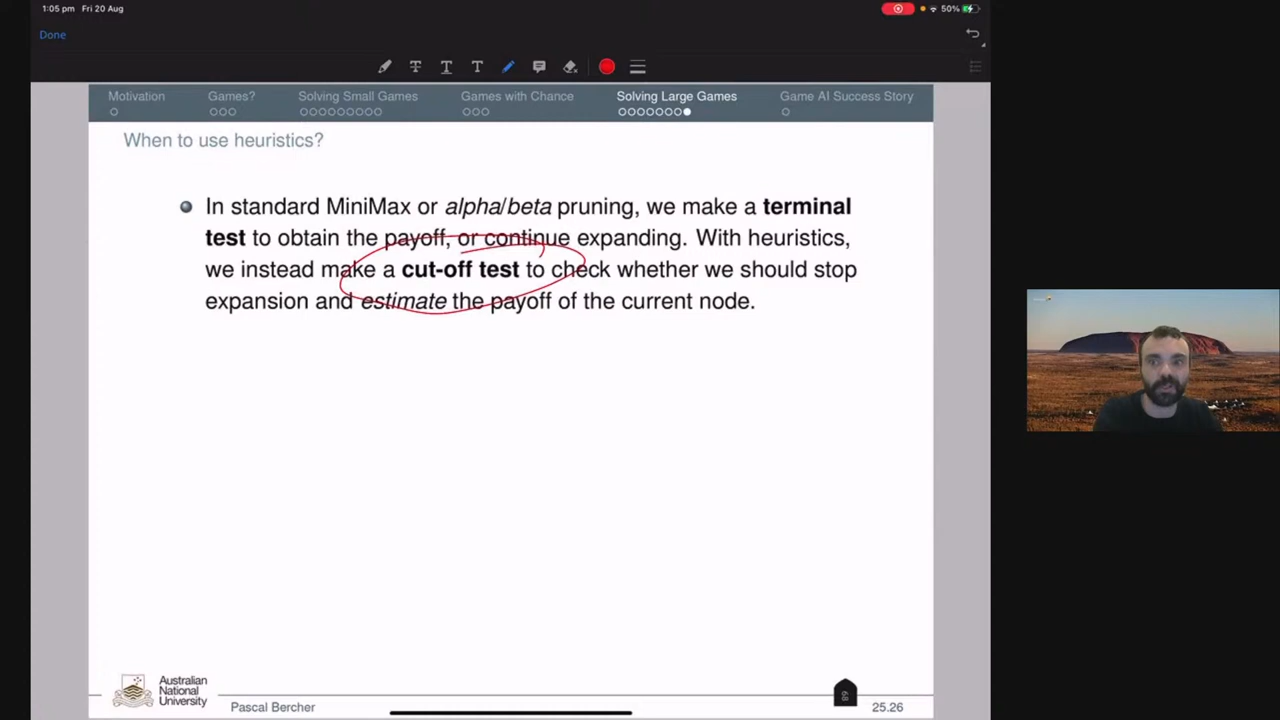 1:05 pm Fri 20 Aug
50%
Done
Motivation Games? Solving Small Games Games with Chance Solving Large Games Game AI Success Story
When to use heuristics?
In standard MiniMax or alpha/beta pruning, we make a terminal
test to obtain the payoff, or continue expanding. With heuristics,
we instead make a cut-off test to check whether we should stop
expansion and estimate the payoff of the current node.
Australian
National
University
Pascal Bercher
68
25.26